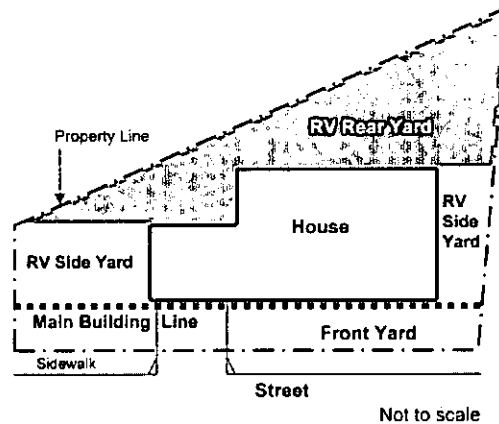 RV Rear Yard
Property Line
House
RV
Side
Yard
RV Side Yard
Main Building Line
Front Yard
Sidewalk
Street
Not to scale